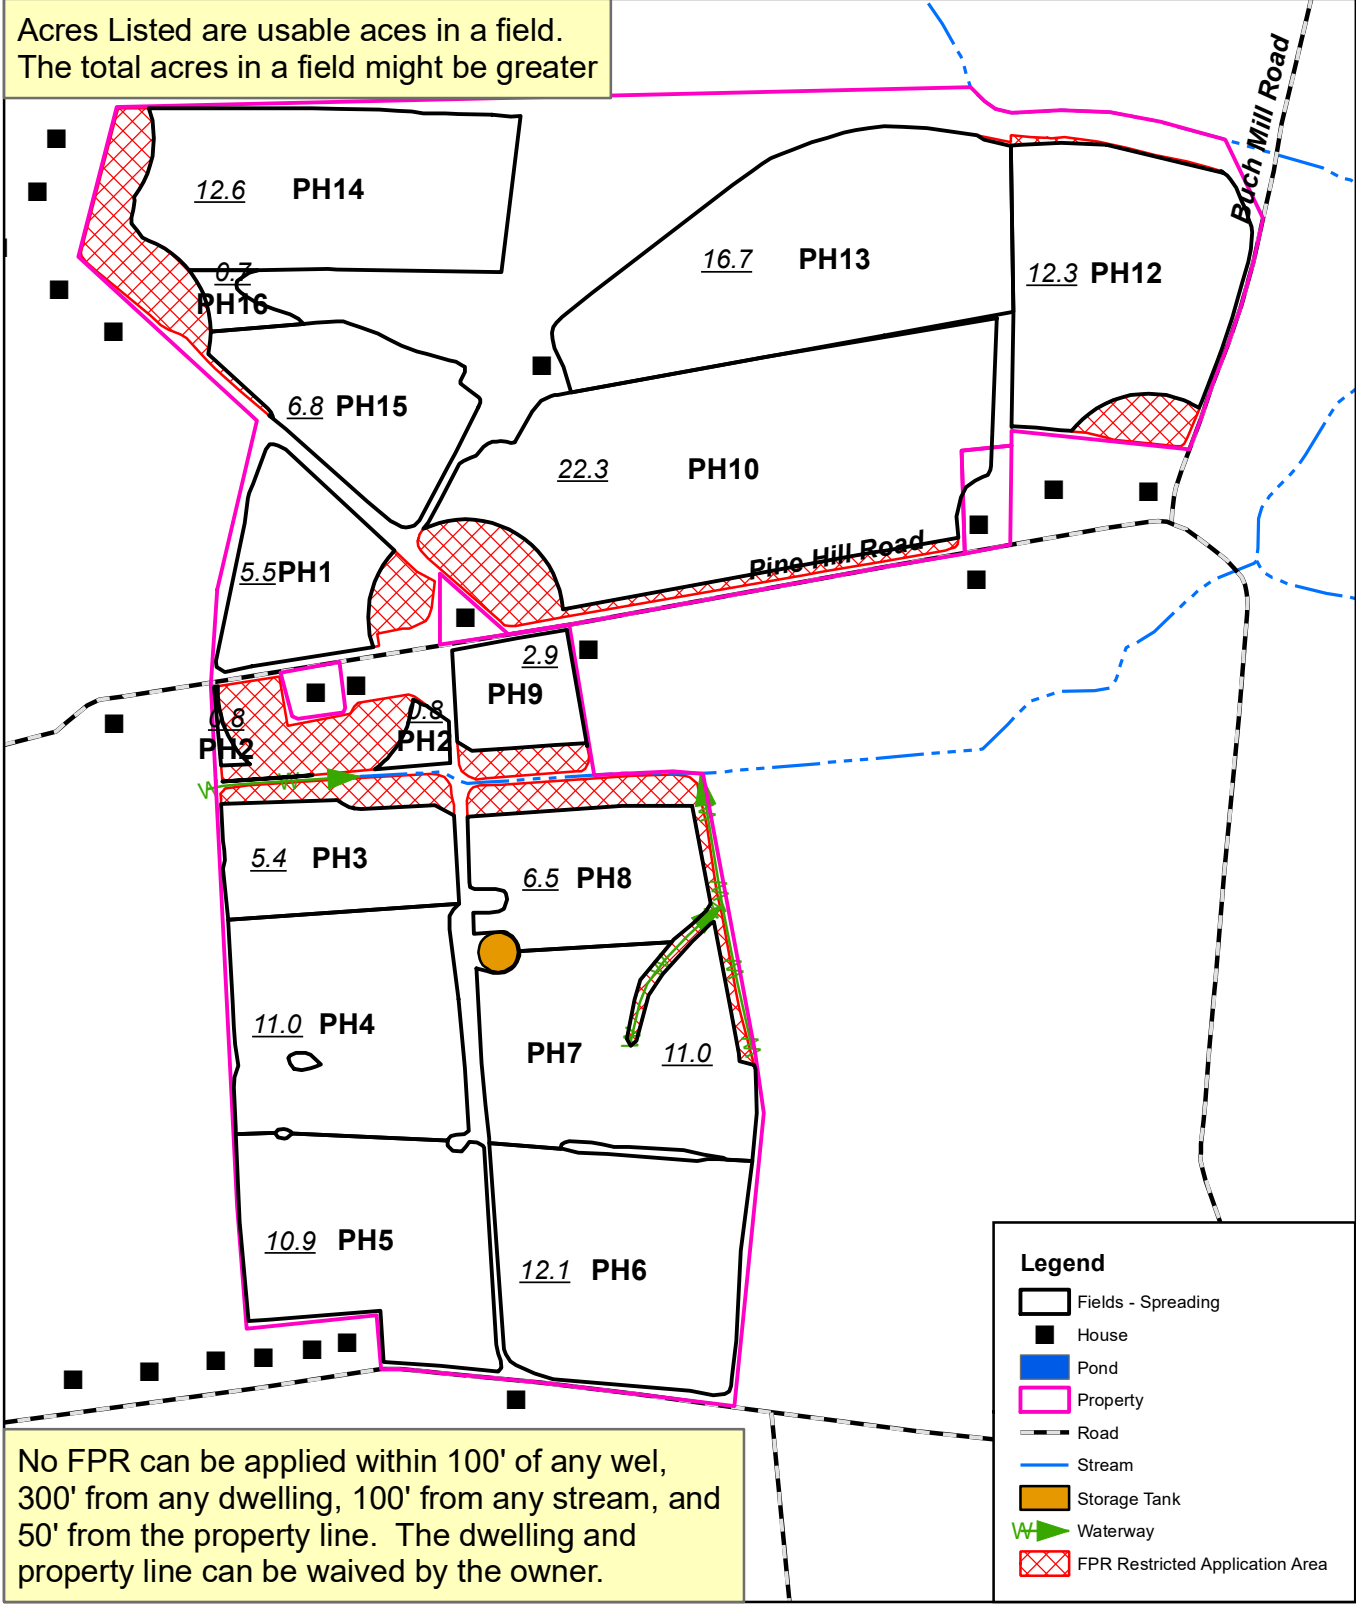 Acres Listed are usable aces in a field.
The total acres in a field might be greater
Buch Mill Road
12.6 PH14
0.7
PH16
16.7 PH13
12.3 PH12
6.8 PH15
22.3 PH10
Pine Hill Road
5.5 PH1
2.9
PH9
0.8
PH2
0.8
PH2
W W
5.4 PH3
6.5 PH8
11.0 PH4
PH7 11.0
10.9 PH5
12.1 PH6
Legend
Fields - Spreading
House
Pond
Property
Road
Stream
Storage Tank
W Waterway
FPR Restricted Application Area
No FPR can be applied within 100' of any wel,
300' from any dwelling, 100' from any stream, and
50' from the property line. The dwelling and
property line can be waived by the owner.